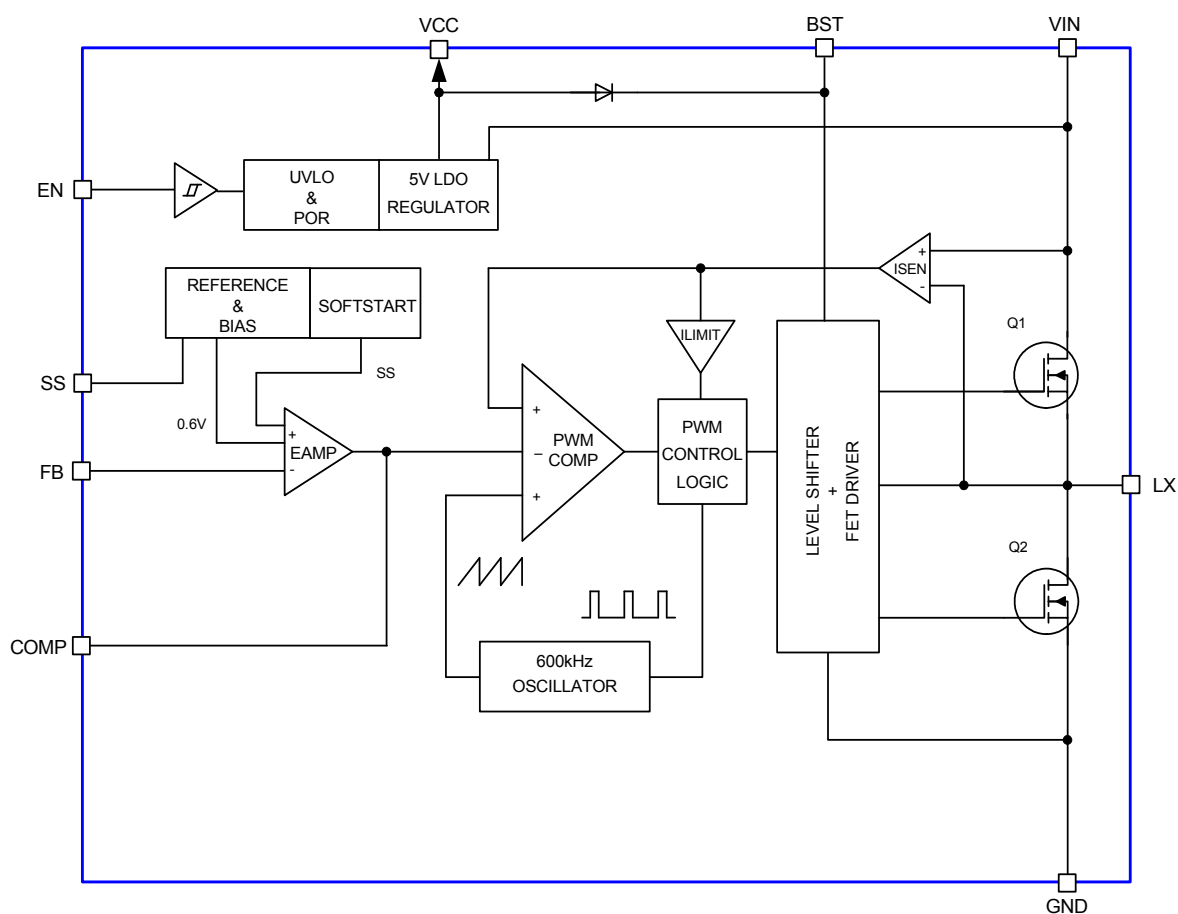 VCC
BST
VIN
EN
UVLO
&
POR
5V LDO
REGULATOR
REFERENCE
&
BIAS
SOFTSTART
+
ISEN
-
Q1
ILIMIT
SS
SS
0.6V
+
EAMP
-
FB
+
PWM
COMP
–
+
PWM
CONTROL
LOGIC
LEVEL SHIFTER
+
FET DRIVER
LX
Q2
COMP
600kHz
OSCILLATOR
GND